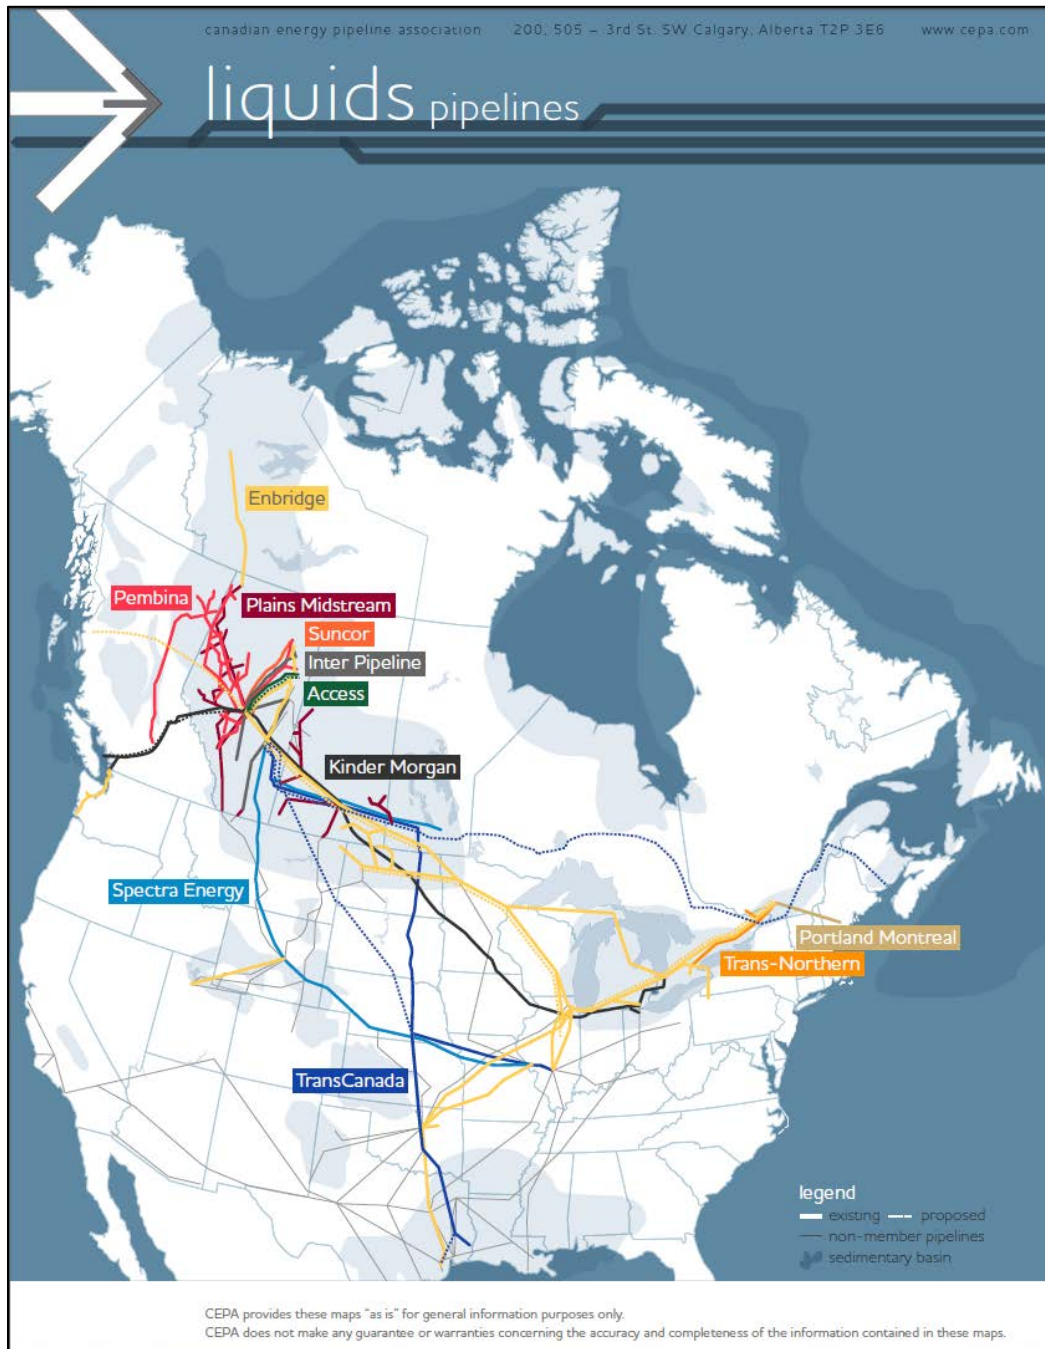 canadian energy pipeline association 200, 505 – 3rd St. SW Calgary, Alberta T2P 3E6 www.cepa.com
liquids pipelines
Enbridge
Pembina
Plains Midstream
Suncor
Inter Pipeline
Access
Kinder Morgan
Spectra Energy
Portland Montreal
Trans-Northern
TransCanada
legend
existing proposed
non-member pipelines
sedimentary basin
CEPA provides these maps "as is" for general information purposes only.
CEPA does not make any guarantee or warranties concerning the accuracy and completeness of the information contained in these maps.